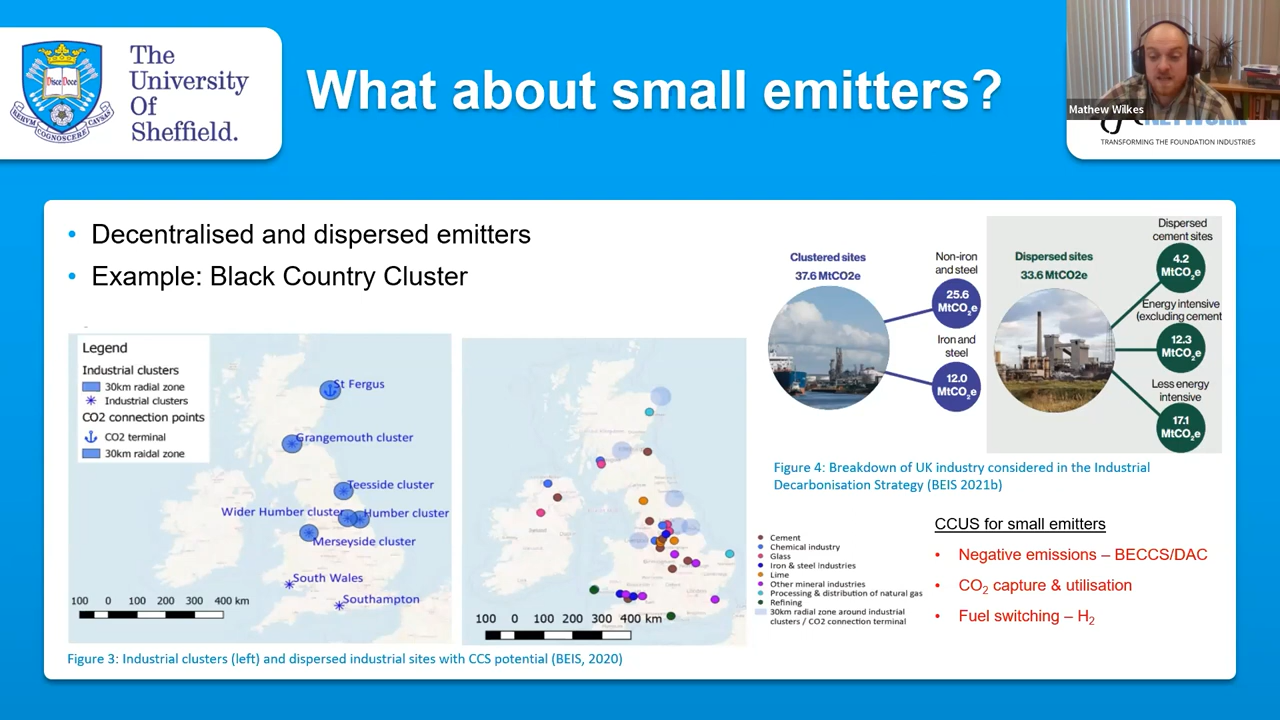 The
University
Of
Sheffield.
What about small emitters?
Mathew Wilkes
TRANSFORMING THE FOUNDATION INDUSTRIES
• Decentralised and dispersed emitters
• Example: Black Country Cluster
Legend
Industrial clusters
30km radial zone
Industrial clusters
CO2 connection points
CO2 terminal
30km raidal zone
St Fergus
Grangemouth cluster
Teesside cluster
Wider Humber cluster
Humber cluster
Merseyside cluster
South Wales
Southampton
100 0 100 200 300 400 km
100 0 100 200 300 400 km
Figure 3: Industrial clusters (left) and dispersed industrial sites with CCS potential (BEIS, 2020)
Cement
Chemical industry
Glass
Iron & steel industries
Lime
Other mineral industries
Processing & distribution of natural gas
Refining
30km radial zone around industrial
clusters / CO2 connection terminal
Clustered sites
37.6 MtCO2e
Non-iron
and steel
25.6
MtCO₂e
Iron and
steel
12.0
MtCO₂e
Dispersed sites
33.6 MtCO2e
Dispersed
cement sites
4.2
MtCO₂e
Energy intensive
(excluding cement
12.3
MtCO₂e
Less energy
intensive
17.1
MtCO₂e
Figure 4: Breakdown of UK industry considered in the Industrial
Decarbonisation Strategy (BEIS 2021b)
CCUS for small emitters
• Negative emissions – BECCS/DAC
• CO₂ capture & utilisation
• Fuel switching – H₂